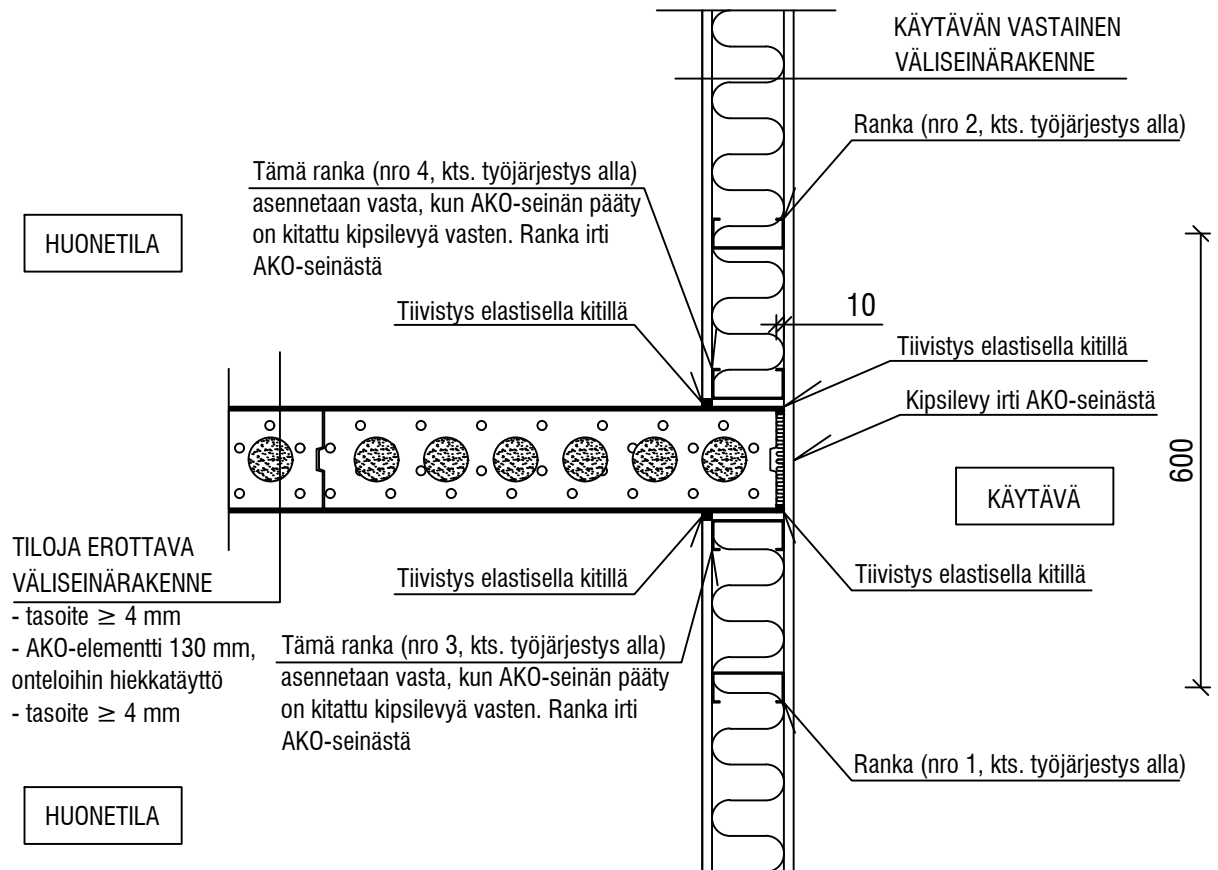 KÄYTÄVÄN VASTAINEN
VÄLISEINÄRAKENNE
Ranka (nro 2, kts. työjärjestys alla)
Tämä ranka (nro 4, kts. työjärjestys alla)
asennetaan vasta, kun AKO-seinän pääty
on kitattu kipsilevyä vasten. Ranka irti
AKO-seinästä
HUONETILA
Tiivistys elastisella kitillä
10
Tiivistys elastisella kitillä
Kipsilevy irti AKO-seinästä
600
KÄYTÄVÄ
TILOJA EROTTAVA
VÄLISEINÄRAKENNE
- tasoite ≥ 4 mm
- AKO-elementti 130 mm,
onteloihin hiekkatäyttö
- tasoite ≥ 4 mm
Tiivistys elastisella kitillä
Tiivistys elastisella kitillä
Tämä ranka (nro 3, kts. työjärjestys alla)
asennetaan vasta, kun AKO-seinän pääty
on kitattu kipsilevyä vasten. Ranka irti
AKO-seinästä
Ranka (nro 1, kts. työjärjestys alla)
HUONETILA